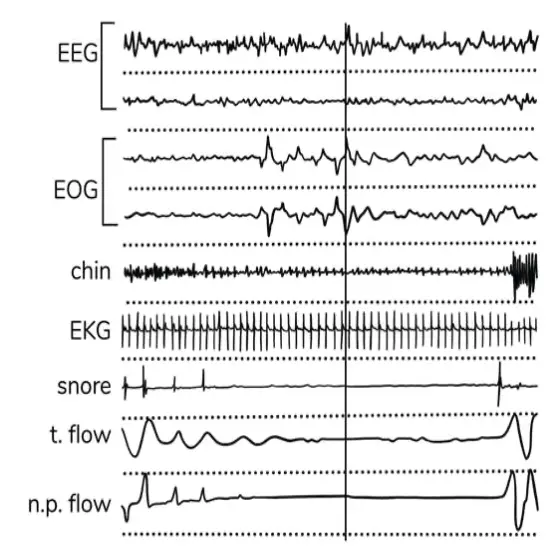 EEG
EOG
chin
EKG
snore
t. flow
n.p. flow